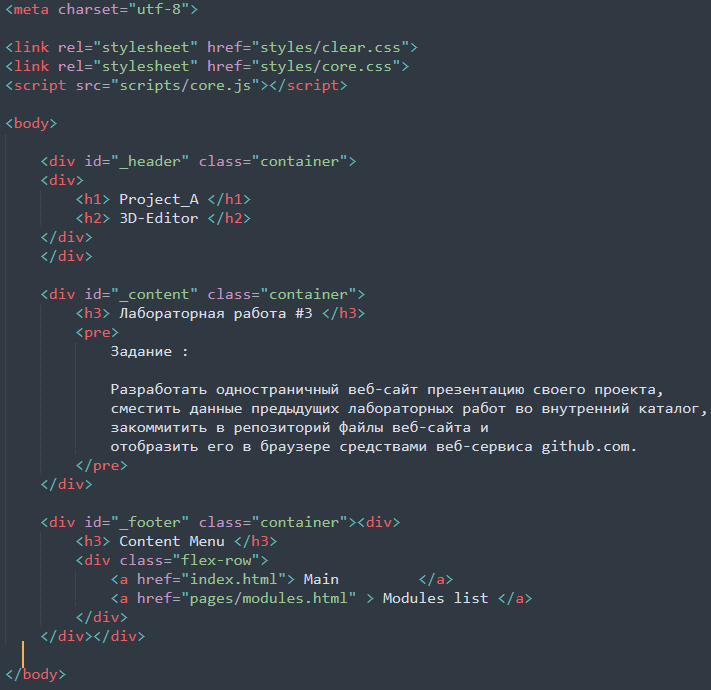 <meta charset="utf-8">
<link rel="stylesheet" href="styles/clear.css">
<link rel="stylesheet" href="styles/core.css">
<script src="scripts/core.js"></script>
<body>
<div id="_header" class="container">
<div>
<h1> Project_A </h1>
<h2> 3D-Editor </h2>
</div>
</div>
<div id="_content" class="container">
<h3> Лабораторная работа #3 </h3>
<pre>
Задание :
Разработать одностраничный веб-сайт презентацию своего проекта,
сместить данные предыдущих лабораторных работ во внутренний каталог,
закоммитить в репозиторий файлы веб-сайта и
отобразить его в браузере средствами веб-сервиса github.com.
</pre>
</div>
<div id="_footer" class="container"><div>
<h3> Content Menu </h3>
<div class="flex-row">
<a href="index.html"> Main         </a>
<a href="pages/modules.html" > Modules list </a>
</div>
</div></div>
</body>